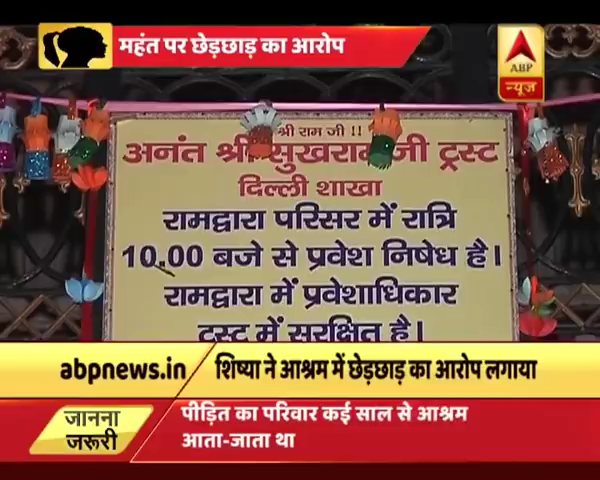 महंत पर छेड़छाड़ का आरोप
ABP
न्यूज़
श्री राम जी !!
अनंत श्री सुखराम जी ट्रस्ट
दिल्ली शाखा
रामद्वारा परिसर में रात्रि
10.00 बजे से प्रवेश निषेध है।
रामद्वारा में प्रवेशाधिकार
ट्रस्ट में सुरक्षित है।
abpnews.in
शिष्या ने आश्रम में छेड़छाड़ का आरोप लगाया
जानना
जरूरी
पीड़ित का परिवार कई साल से आश्रम
आता-जाता था